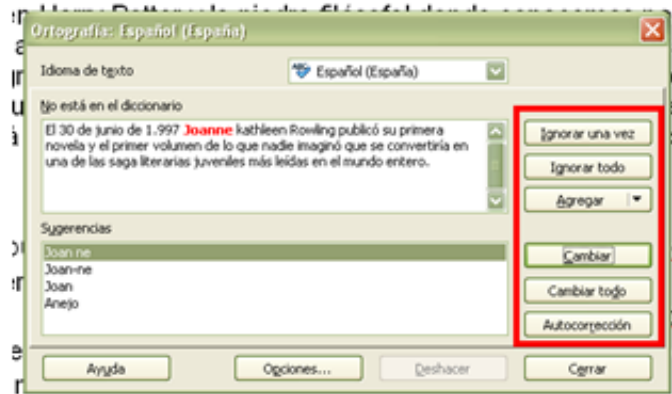 Ortografía: Español (España)
Idioma de texto
Español (España)
No está en el diccionario
El 30 de junio de 1.997 Joanne kathleen Rowling publicó su primera
novela y el primer volumen de lo que nadie imaginó que se convertiría en
una de las saga literarias juveniles más leídas en el mundo entero.
Ignorar una vez
Ignorar todo
Agregar
Sugerencias
Joan ne
Joan-ne
Joan
Anejo
Cambiar
Cambiar todo
Autocorrección
Ayuda
Opciones...
Deshacer
Cerrar